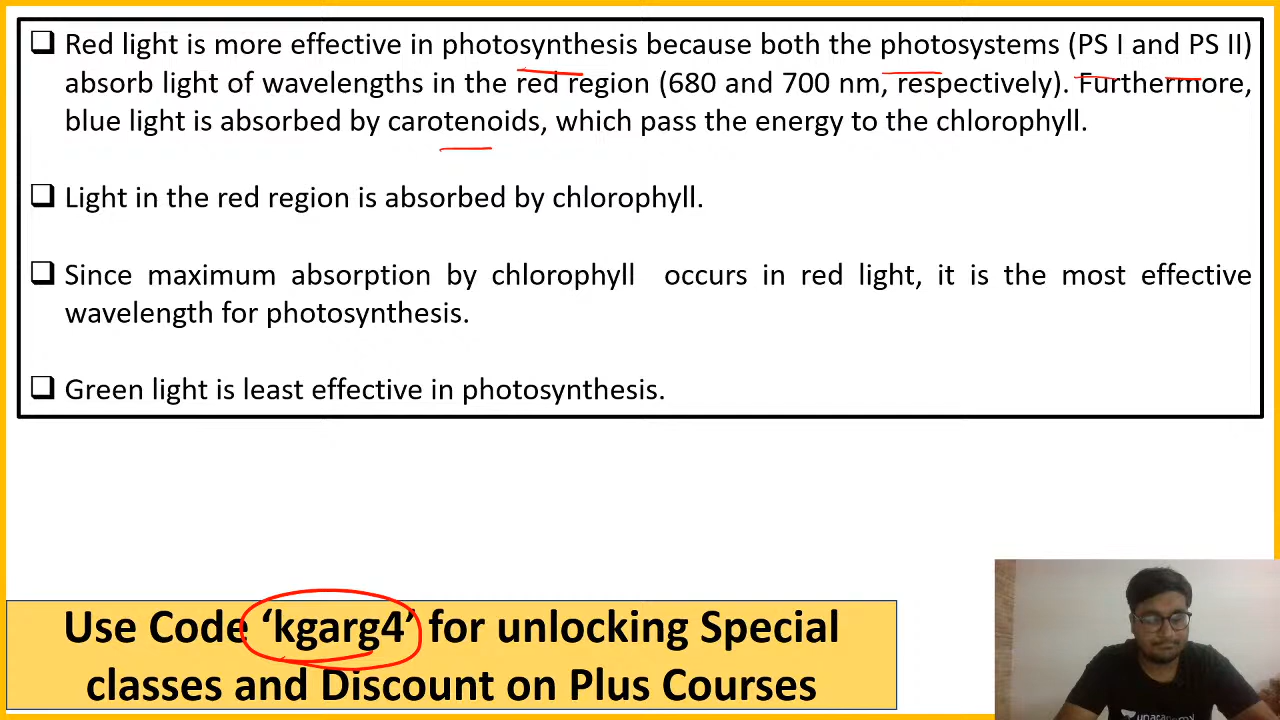 Red light is more effective in photosynthesis because both the photosystems (PS I and PS II)
absorb light of wavelengths in the red region (680 and 700 nm, respectively). Furthermore,
blue light is absorbed by carotenoids, which pass the energy to the chlorophyll.
Light in the red region is absorbed by chlorophyll.
Since maximum absorption by chlorophyll occurs in red light, it is the most effective
wavelength for photosynthesis.
Green light is least effective in photosynthesis.
Use Code ‘kgarg4’ for unlocking Special
classes and Discount on Plus Courses